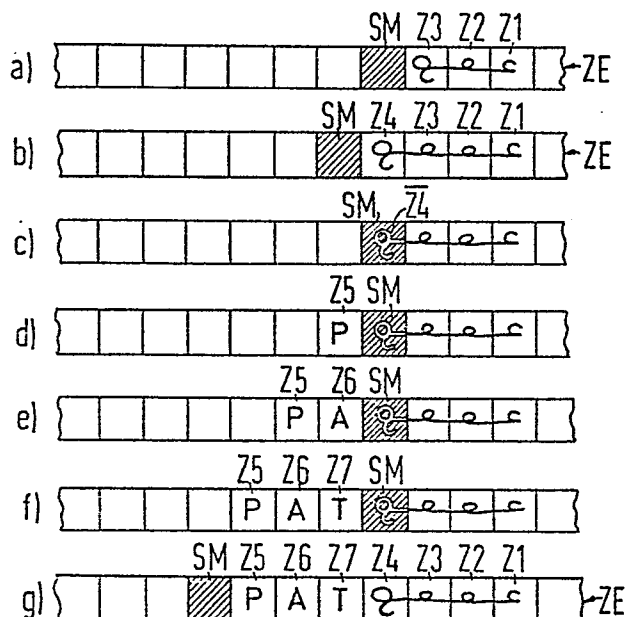 SM Z3 Z2 Z1
a) ZE
SM Z4 Z3 Z2 Z1
b) ZE
SM Z̅4̅
c)
Z5 SM
d) P
Z5 Z6 SM
e) P A
Z5 Z6 Z7 SM
f) P A T
SM Z5 Z6 Z7 Z4 Z3 Z2 Z1
g) P A T ZE